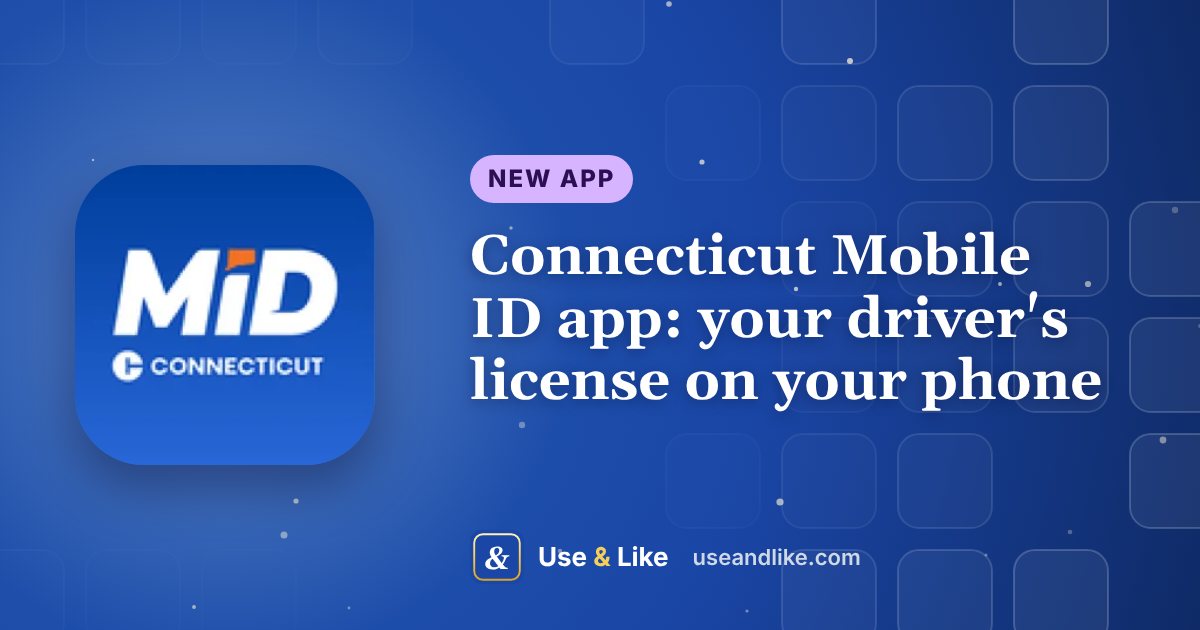 MiD
CONNECTICUT
NEW APP
Connecticut Mobile
ID app: your driver's
license on your phone
& Use & Like useandlike.com